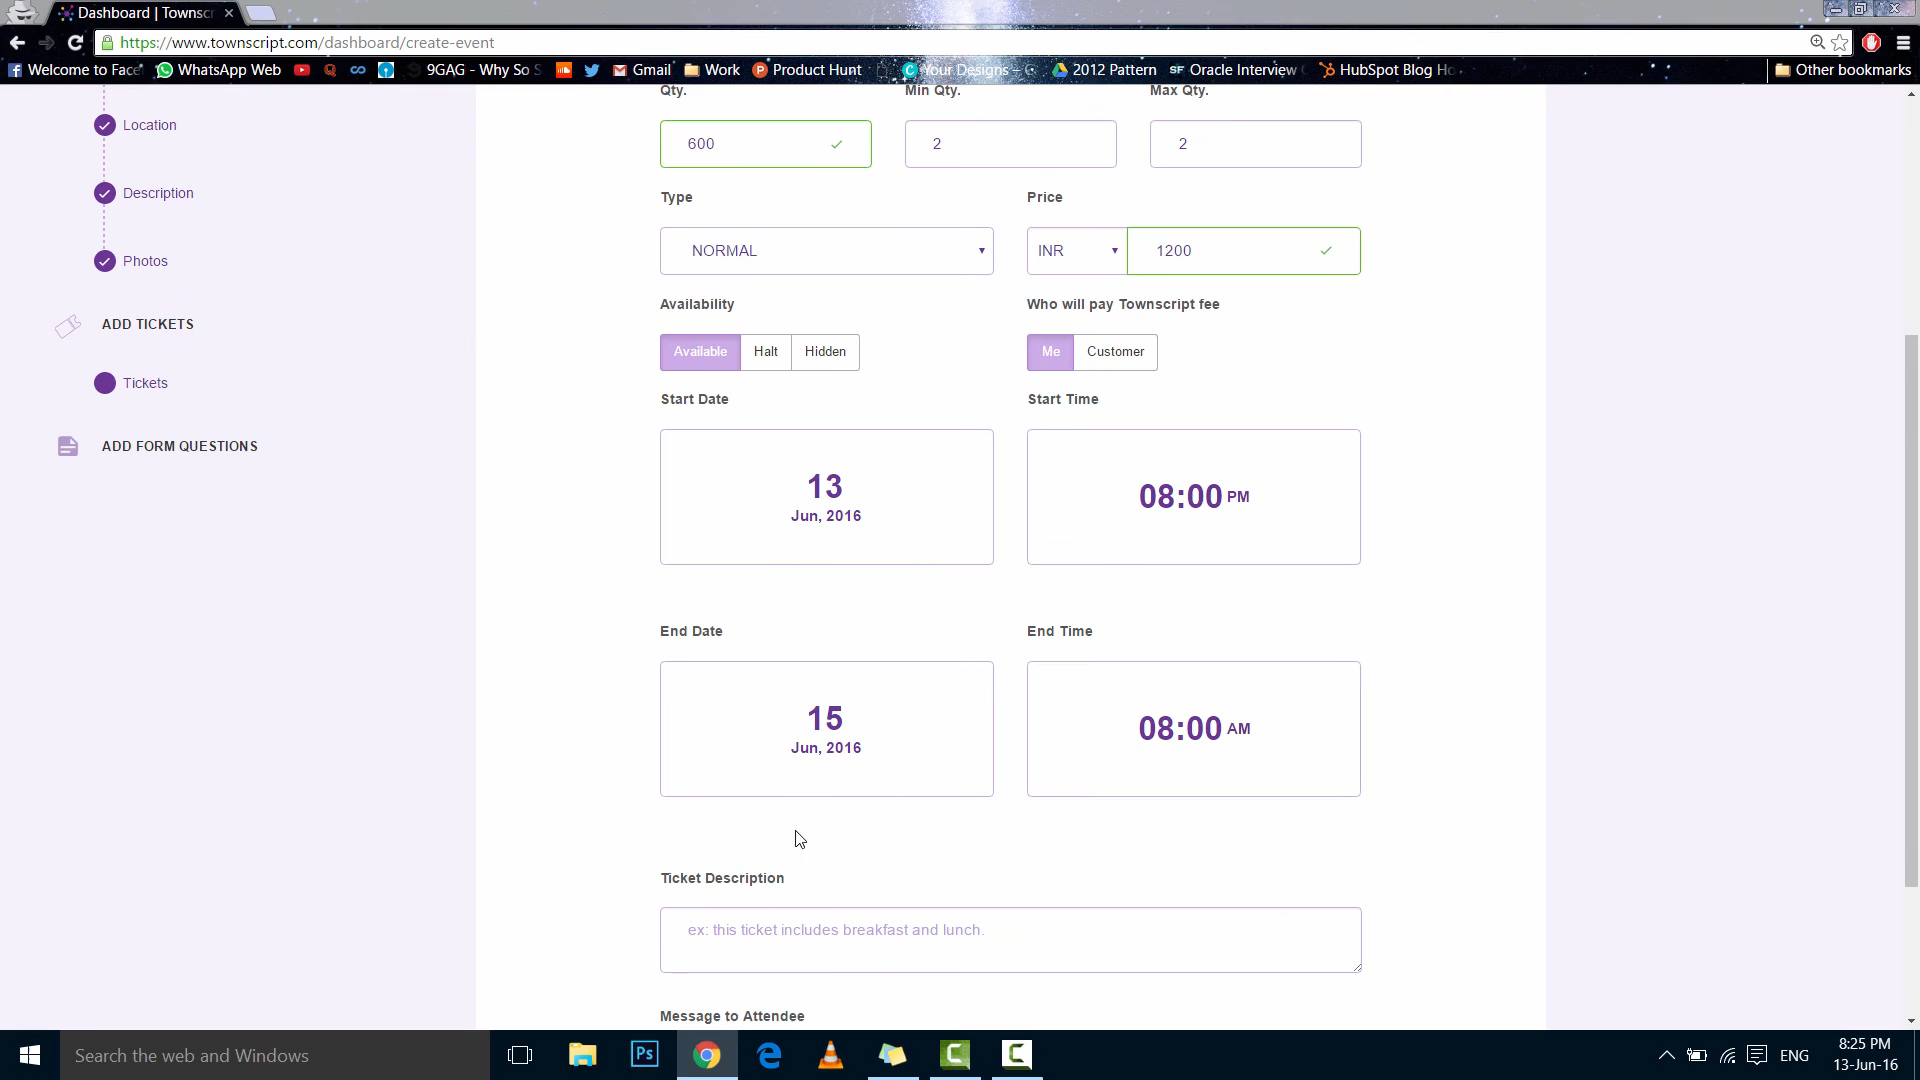 Dashboard | Townscr
https://www.townscript.com/dashboard/create-event
Welcome to Face WhatsApp Web 9GAG - Why So S Gmail Work Product Hunt Your Designs – C 2012 Pattern SF Oracle Interview HubSpot Blog Ho Other bookmarks
Qty. Min Qty. Max Qty.
Location
600 2 2
Description
Type Price
NORMAL INR 1200
Photos
Availability Who will pay Townscript fee
ADD TICKETS
Available Halt Hidden Me Customer
Tickets
Start Date Start Time
ADD FORM QUESTIONS
13
Jun, 2016
08:00 PM
End Date End Time
15
Jun, 2016
08:00 AM
Ticket Description
ex: this ticket includes breakfast and lunch.
Message to Attendee
Search the web and Windows
Ps
ENG
8:25 PM
13-Jun-16